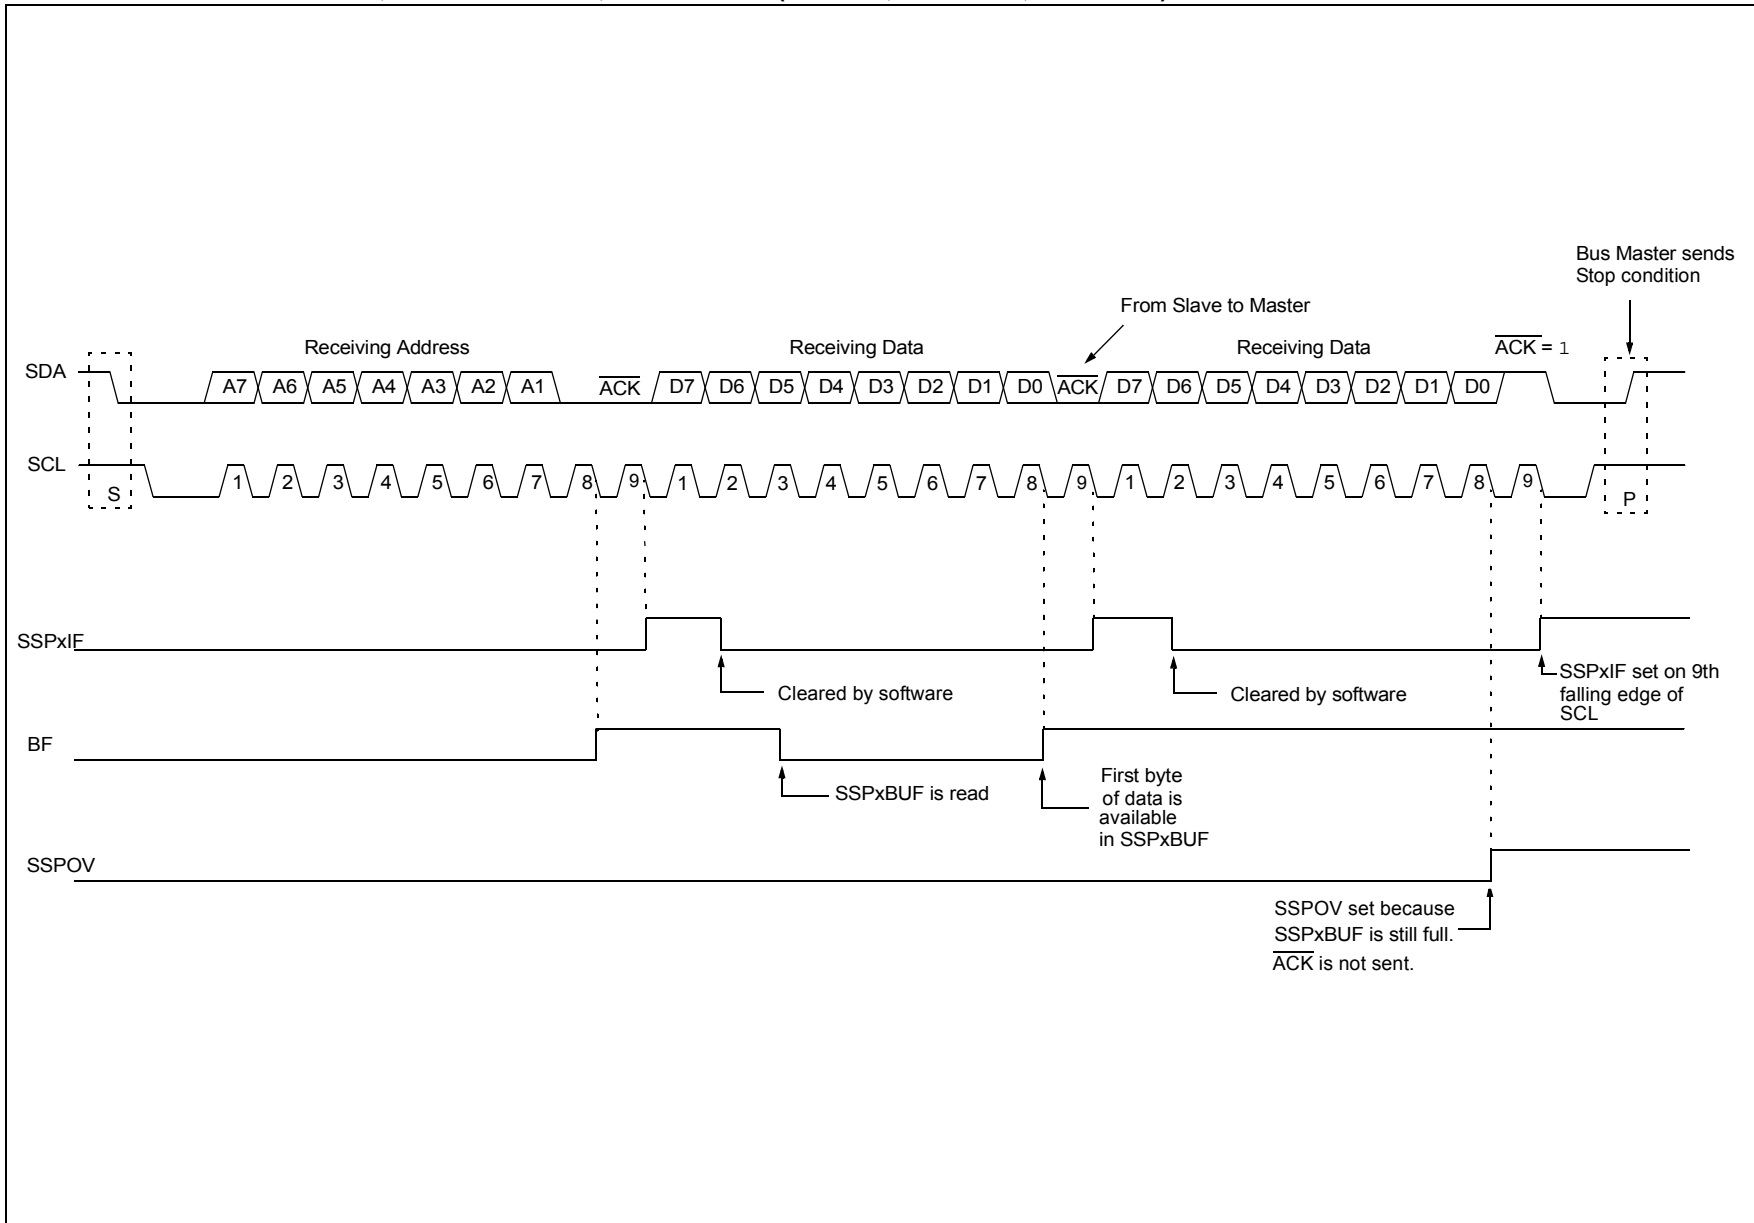 Bus Master sends
Stop condition
From Slave to Master
Receiving Address
Receiving Data
Receiving Data
ACK = 1
SDA
A7 A6 A5 A4 A3 A2 A1 ACK D7 D6 D5 D4 D3 D2 D1 D0 ACK D7 D6 D5 D4 D3 D2 D1 D0
SCL
S
1 2 3 4 5 6 7 8 9 1 2 3 4 5 6 7 8 9 1 2 3 4 5 6 7 8 9
P
SSPxIF
Cleared by software
Cleared by software
SSPxIF set on 9th
falling edge of
SCL
BF
SSPxBUF is read
First byte
of data is
available
in SSPxBUF
SSPOV
SSPOV set because
SSPxBUF is still full.
ACK is not sent.